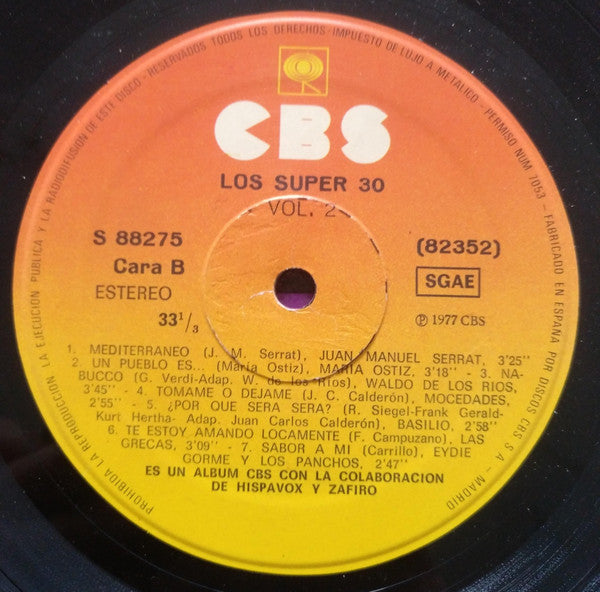 RESERVADOS TODOS LOS DERECHOS-IMPUESTO DE LUJO A METALICO - PERMISO NUM 7053 - FABRICADO EN ESPAÑA POR DISCOS CBS S A - MADRID
PROHIBIDA LA REPRODUCCION, LA EJECUCION PUBLICA Y LA RADIODIFUSION DE ESTE DISCO-
CBS
LOS SUPER 30
VOL. 2
S 88275
(82352)
Cara B
SGAE
ESTEREO
33¹/₃
℗ 1977 CBS
1. MEDITERRANEO (J. M. Serrat), JUAN MANUEL SERRAT, 3'25'' -
2. UN PUEBLO ES... (María Ostiz), MARIA OSTIZ, 3'18'' - 3. NA-
BUCCO (G. Verdi-Adap. W. de los Ríos), WALDO DE LOS RIOS,
3'45'' - 4. TOMAME O DEJAME (J. C. Calderón), MOCEDADES,
2'55'' - 5. ¿POR QUE SERA SERA? (R. Siegel-Frank Gerald-
Kurt Hertha- Adap. Juan Carlos Calderón), BASILIO, 2'58''
6. TE ESTOY AMANDO LOCAMENTE (F. Campuzano), LAS
GRECAS, 3'09'' - 7. SABOR A MI (Carrillo), EYDIE
GORME Y LOS PANCHOS, 2'47''
ES UN ALBUM CBS CON LA COLABORACION
DE HISPAVOX Y ZAFIRO